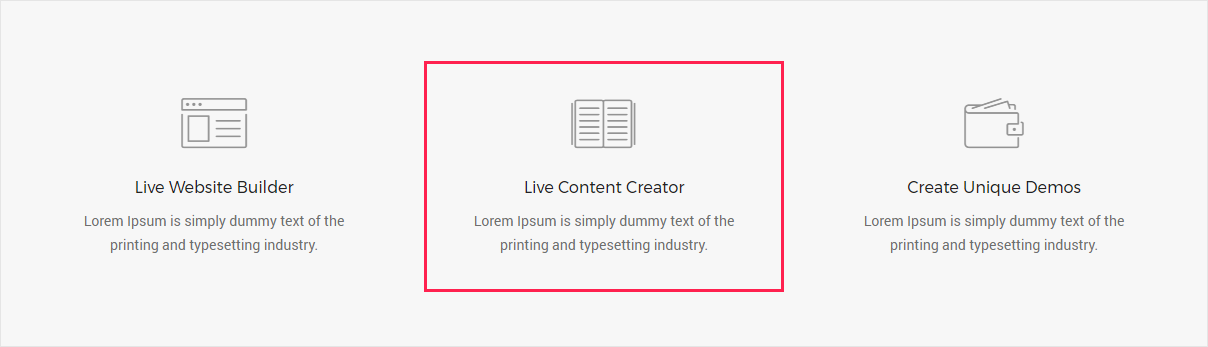 Live Website Builder
Lorem Ipsum is simply dummy text of the
printing and typesetting industry.
Live Content Creator
Lorem Ipsum is simply dummy text of the
printing and typesetting industry.
Create Unique Demos
Lorem Ipsum is simply dummy text of the
printing and typesetting industry.